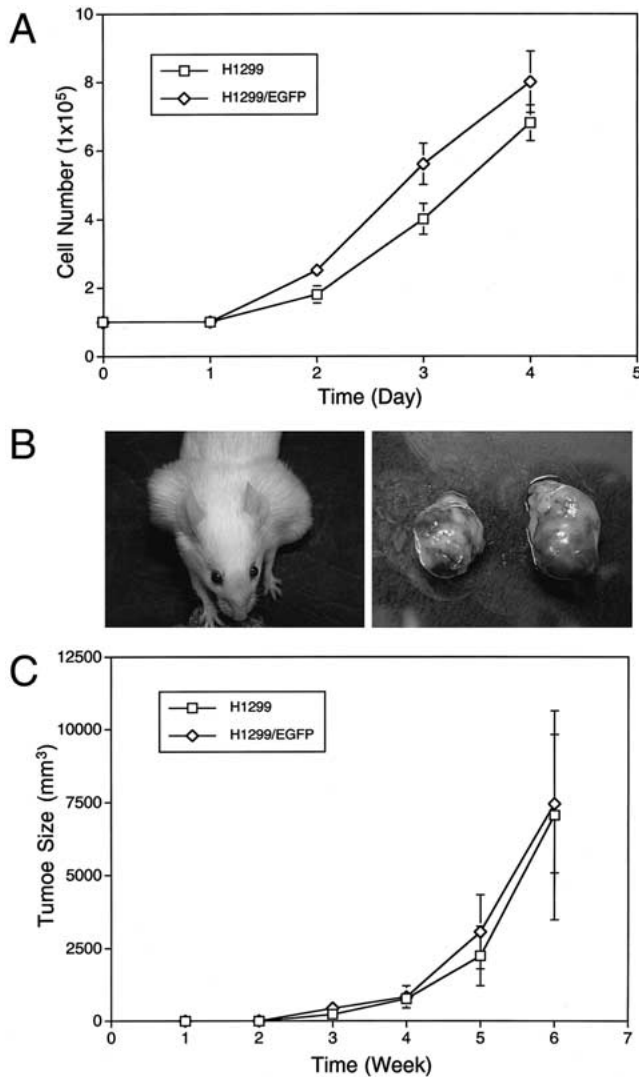 A
Cell Number (1x10⁵)
10
8
6
4
2
0
H1299
H1299/EGFP
0 1 2 3 4 5
Time (Day)
B
C
Tumoe Size (mm³)
12500
10000
7500
5000
2500
0
H1299
H1299/EGFP
0 1 2 3 4 5 6 7
Time (Week)